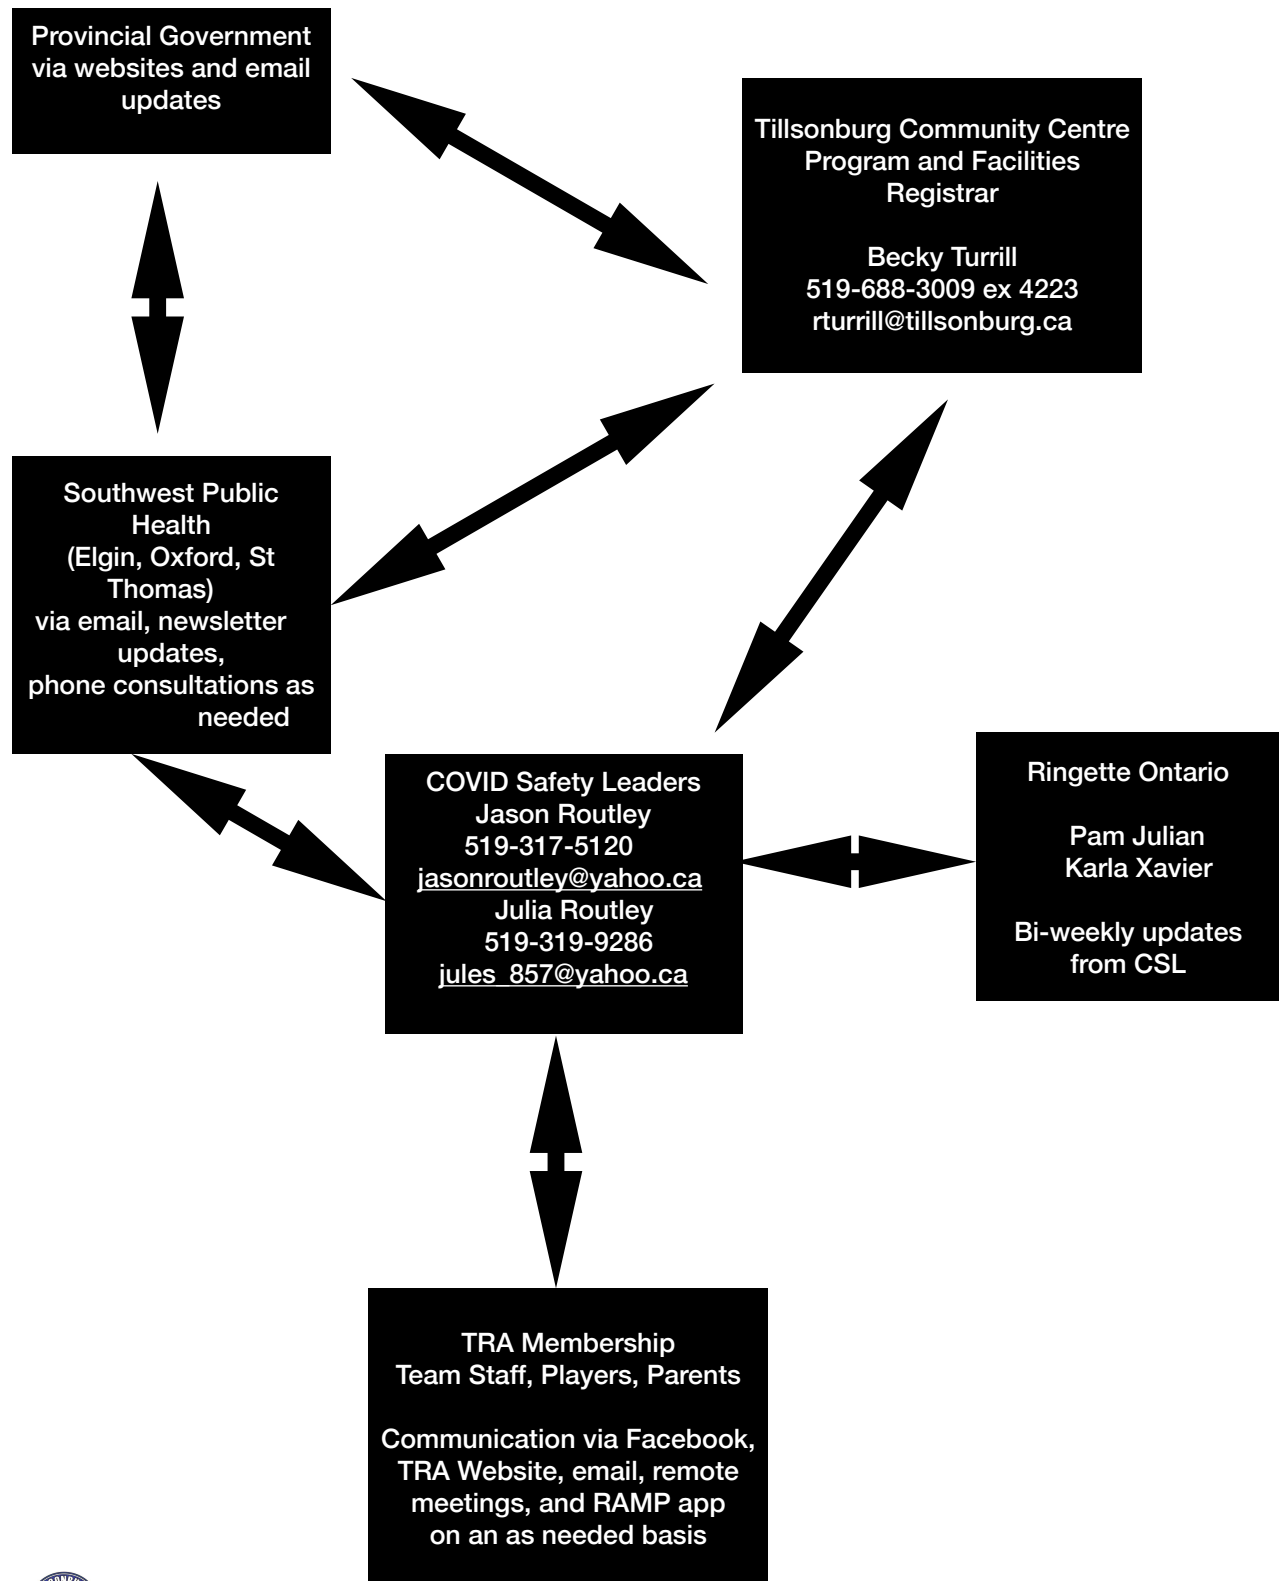 Provincial Government
via websites and email
updates
Tillsonburg Community Centre
Program and Facilities
Registrar
Becky Turrill
519-688-3009 ex 4223
rturrill@tillsonburg.ca
Southwest Public
Health
(Elgin, Oxford, St
Thomas)
via email, newsletter
updates,
phone consultations as
needed
COVID Safety Leaders
Jason Routley
519-317-5120
jasonroutley@yahoo.ca
Julia Routley
519-319-9286
jules_857@yahoo.ca
Ringette Ontario
Pam Julian
Karla Xavier
Bi-weekly updates
from CSL
TRA Membership
Team Staff, Players, Parents
Communication via Facebook,
TRA Website, email, remote
meetings, and RAMP app
on an as needed basis